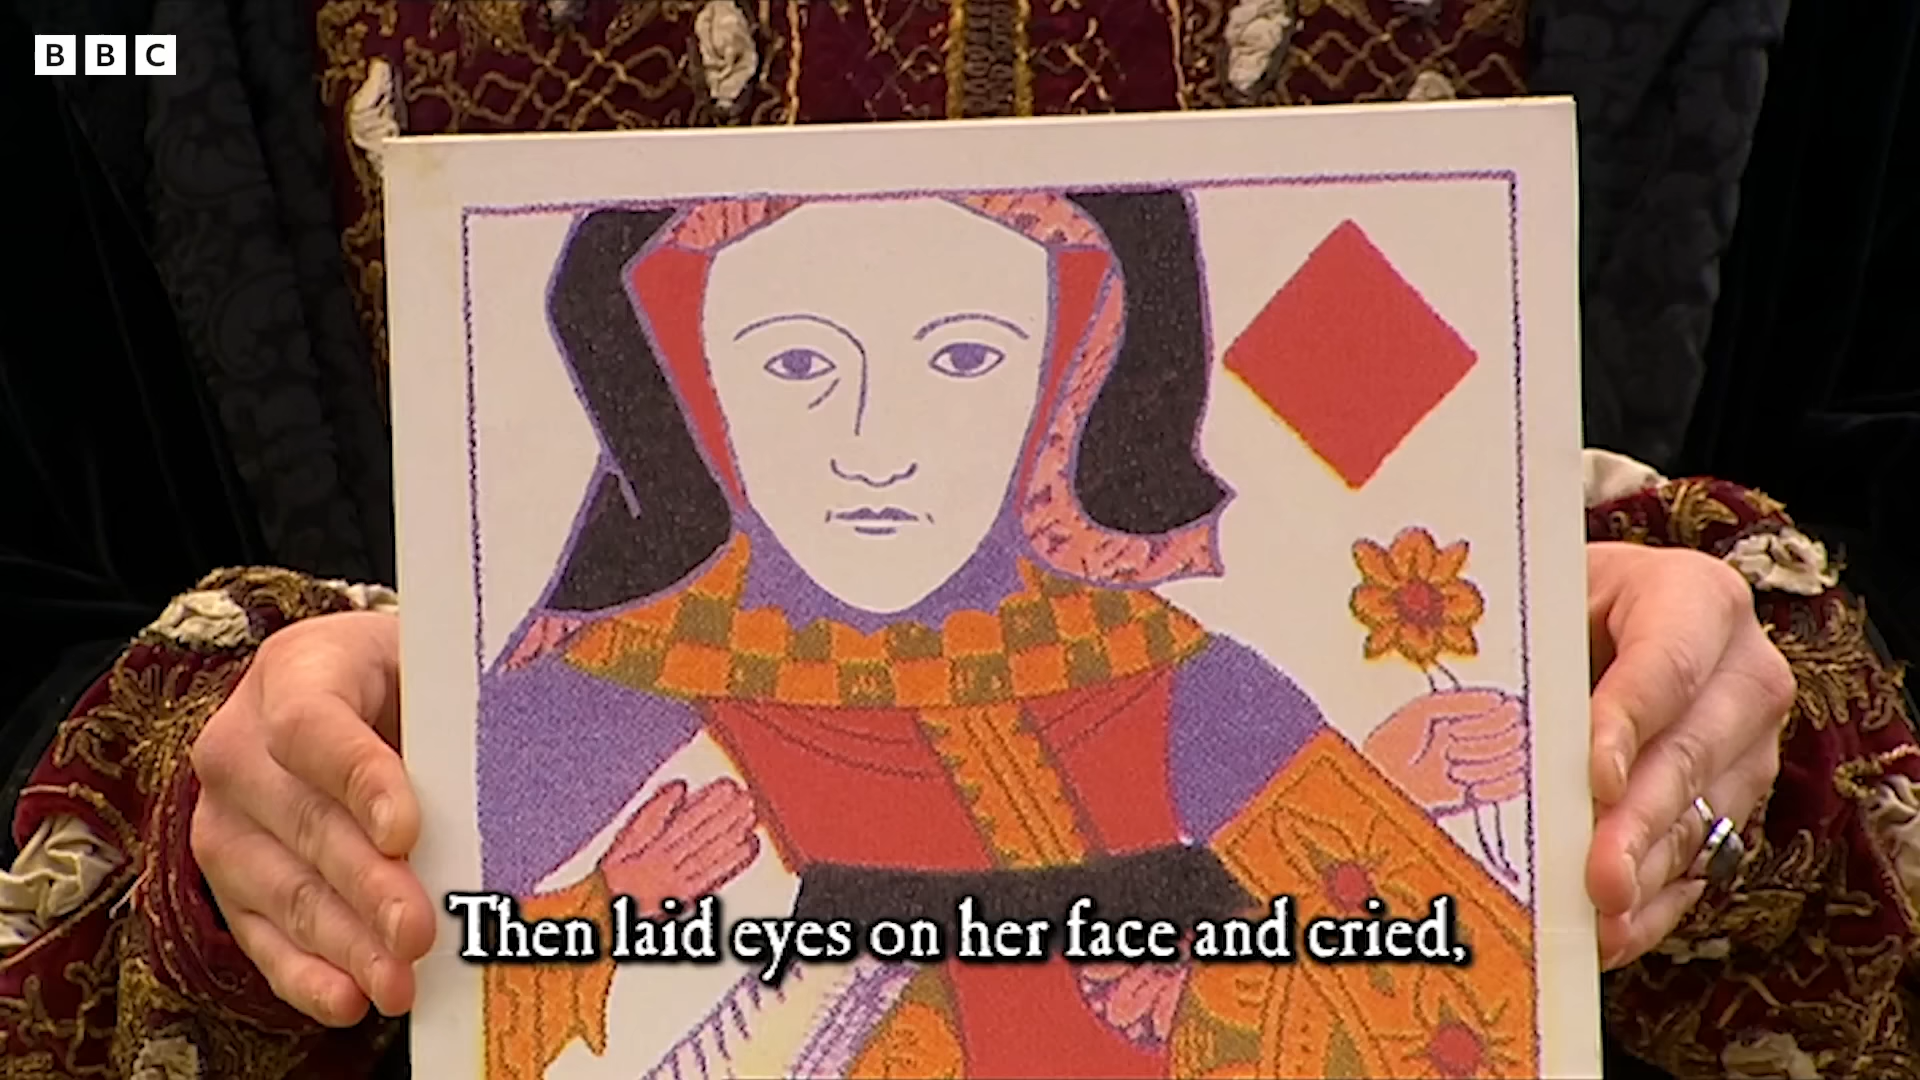 BBC
Then laid eyes on her face and cried,